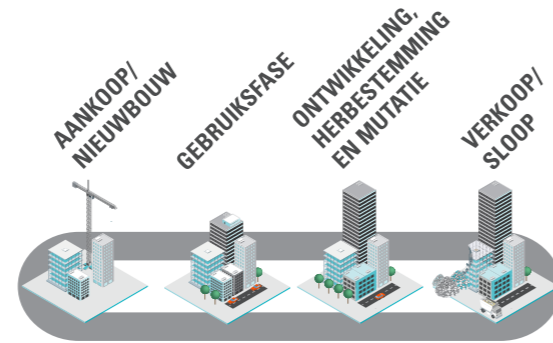 AANKOOP/
NIEUWBOUW
GEBRUIKSFASE
ONTWIKKELING,
HERBESTEMMING
EN MUTATIE
VERKOOP/
SLOOP